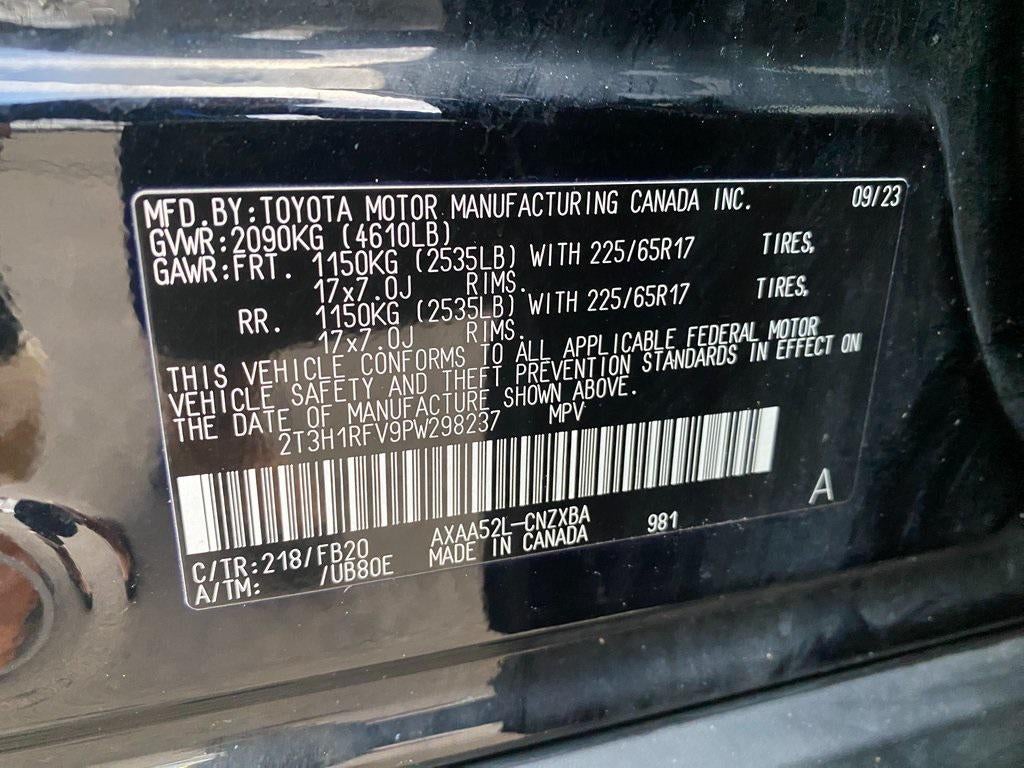 MFD.BY:TOYOTA MOTOR MANUFACTURING CANADA INC. 09/23
GVWR:2090KG (4610LB)
GAWR:FRT. 1150KG (2535LB) WITH 225/65R17 TIRES,
17x7.0J RIMS.
RR. 1150KG (2535LB) WITH 225/65R17 TIRES,
17x7.0J RIMS.
THIS VEHICLE CONFORMS TO ALL APPLICABLE FEDERAL MOTOR
VEHICLE SAFETY AND THEFT PREVENTION STANDARDS IN EFFECT ON
THE DATE OF MANUFACTURE SHOWN ABOVE.
2T3H1RFV9PW298237 MPV
A
C/TR:218/FB20 AXAA52L-CNZXBA 981
A/TM: /UB80E MADE IN CANADA